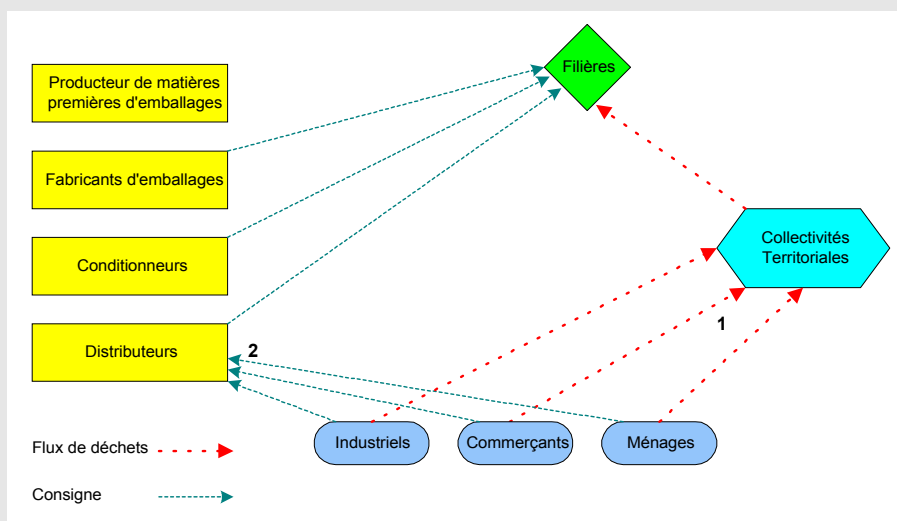 Filières
Producteur de matières
premières d'emballages
Fabricants d'emballages
Collectivités
Territoriales
Conditionneurs
1
2
Distributeurs
Industriels
Commerçants
Ménages
Flux de déchets
Consigne